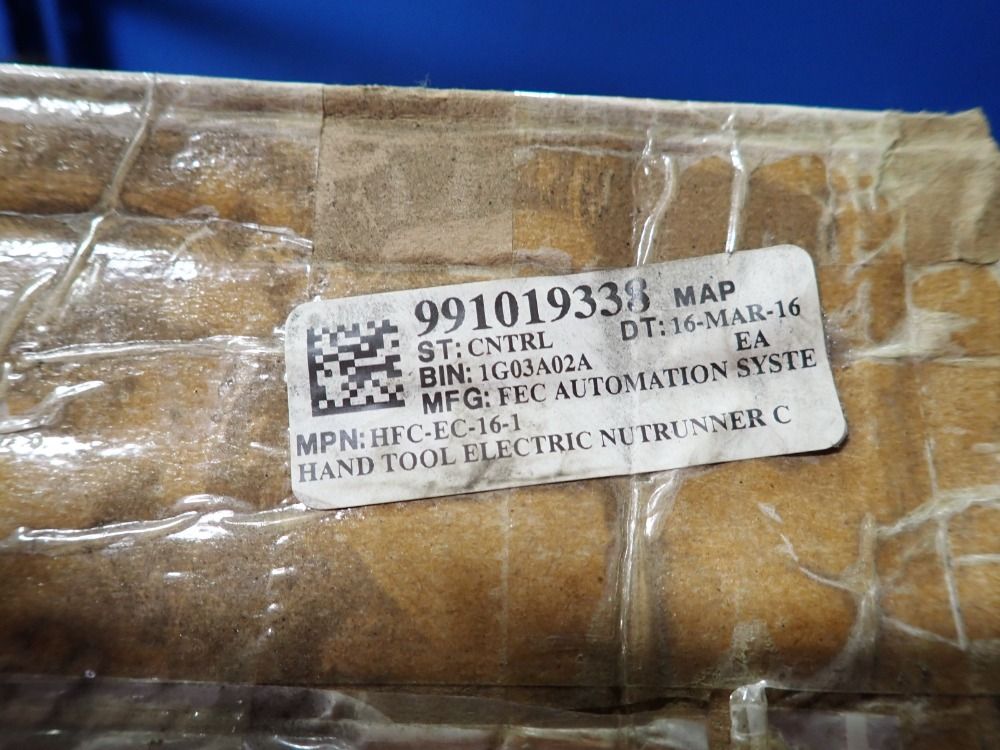 991019338 MAP
ST: CNTRL DT: 16-MAR-16
BIN: 1G03A02A EA
MFG: FEC AUTOMATION SYSTE
MPN: HFC-EC-16-1
HAND TOOL ELECTRIC NUTRUNNER C